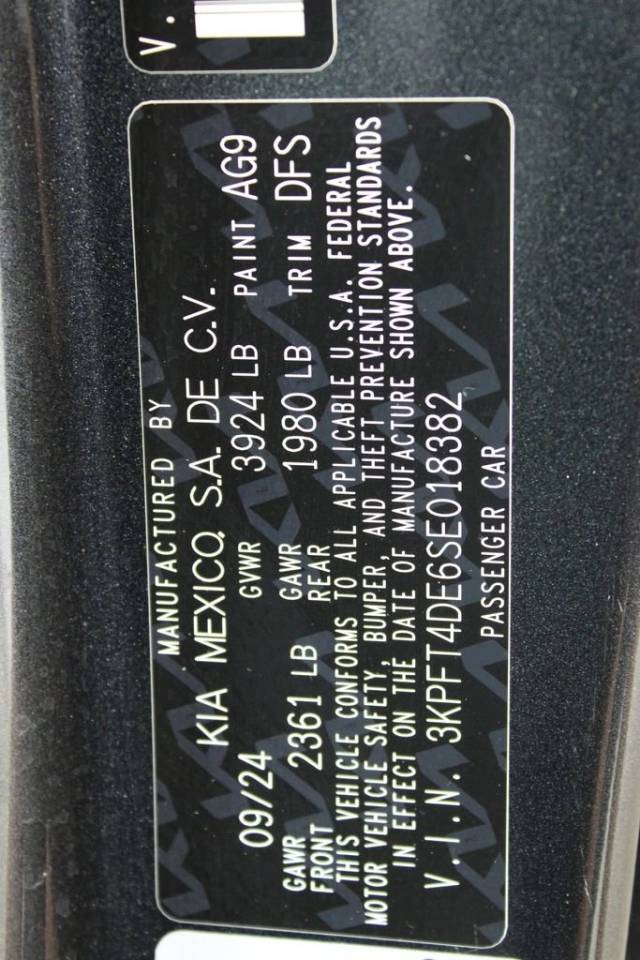 V.
MANUFACTURED BY
KIA MEXICO, S.A. DE C.V.
09/24 GVWR 3924 LB PAINT AG9
GAWR FRONT 2361 LB GAWR REAR 1980 LB TRIM DFS
THIS VEHICLE CONFORMS TO ALL APPLICABLE U.S.A. FEDERAL
MOTOR VEHICLE SAFETY, BUMPER, AND THEFT PREVENTION STANDARDS
IN EFFECT ON THE DATE OF MANUFACTURE SHOWN ABOVE.
V.I.N. 3KPFT4DE6SE018382
PASSENGER CAR